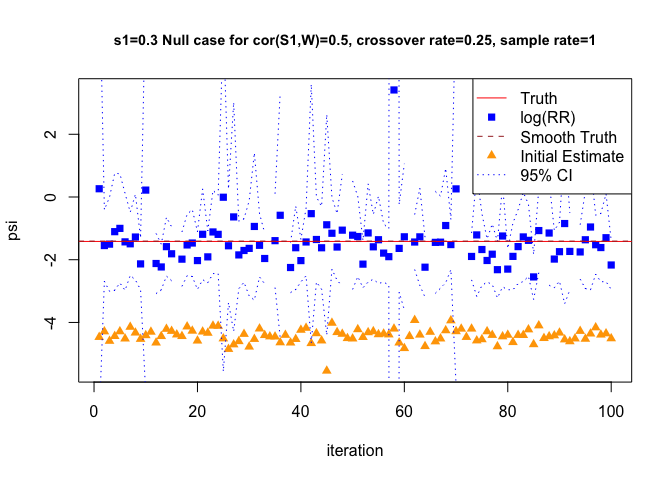 s1=0.3 Null case for cor(S1,W)=0.5, crossover rate=0.25, sample rate=1
Truth
log(RR)
Smooth Truth
Initial Estimate
95% CI
psi
2
0
-2
-4
0
20
40
60
80
100
iteration